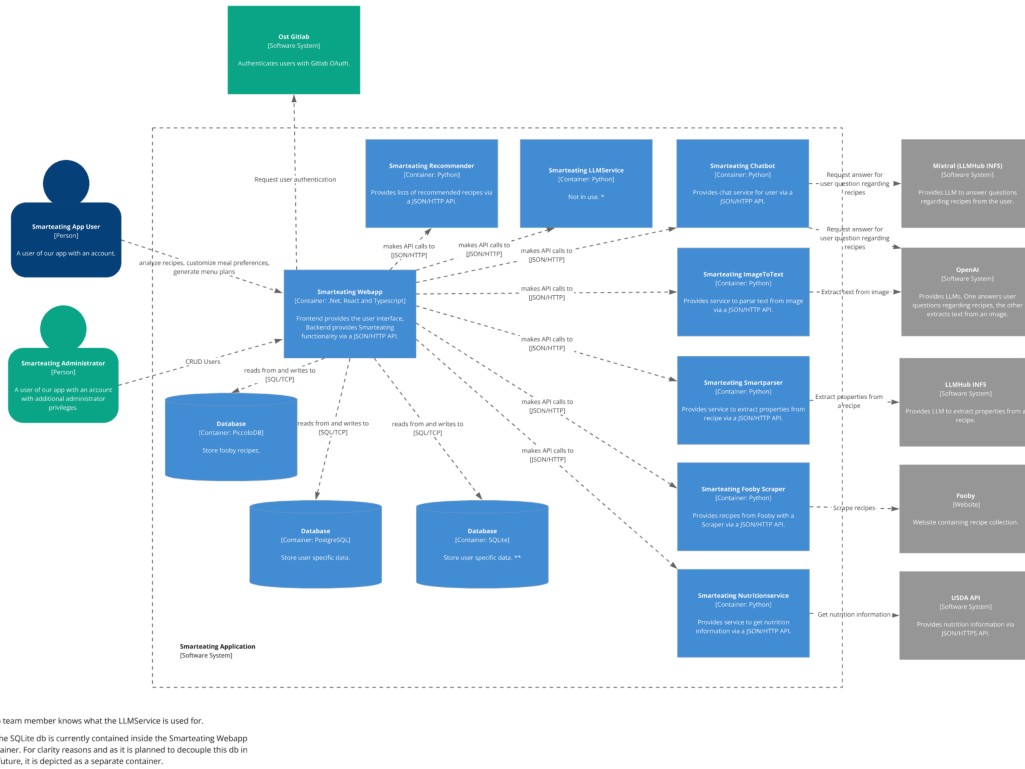 Ost Gitlab
[Software System]
Authenticates users with Gitlab OAuth.
Request user authentication
Smarteating App User
[Person]
A user of our app with an account.
analyze recipes, customize meal preferences,
generate menu plans
Smarteating Administrator
[Person]
A user of our app with an account
with additional administrator
privileges.
CRUD Users
Smarteating Recommender
[Container: Python]
Provides lists of recommended recipes via
a JSON/HTTP API.
Smarteating LLMService
[Container: Python]
Not in use. *
Smarteating Chatbot
[Container: Python]
Provides chat service for user via a
JSON/HTPP API.
Request answer for
user question regarding
recipes
Mixtral (LLMHub INFS)
[Software System]
Provides LLM to answer questions
regarding recipes from the user.
makes API calls to
[JSON/HTTP]
makes API calls to
[JSON/HTTP]
makes API calls to
[JSON/HTTP]
Request answer for
user question regarding
recipes
Smarteating Webapp
[Container: .Net, React and Typescript]
Frontend provides the user interface,
Backend provides Smarteating
functionality via a JSON/HTTP API.
makes API calls to
[JSON/HTTP]
Smarteating ImageToText
[Container: Python]
Provides service to parse text from image
via a JSON/HTTP API.
Extract text from image
OpenAI
[Software System]
Provides LLMs. One answers user
questions regarding recipes, the other
extracts text from an image.
makes API calls to
[JSON/HTTP]
Smarteating Smartparser
[Container: Python]
Provides service to extract properties from
recipe via a JSON/HTTP API.
Extract properties from
a recipe
LLMHub INFS
[Software System]
Provides LLM to extract properties from a
recipe.
reads from and writes to
[SQL/TCP]
Database
[Container: PiccoloDB]
Store fooby recipes.
reads from and writes to
[SQL/TCP]
reads from and writes to
[SQL/TCP]
makes API calls to
[JSON/HTTP]
makes API calls to
[JSON/HTTP]
Smarteating Fooby Scraper
[Container: Python]
Provides recipes from Fooby with a
Scraper via a JSON/HTTP API.
Scrape recipes
Fooby
[Website]
Website containing recipe collection.
Database
[Container: PostgreSQL]
Store user specific data.
Database
[Container: SQLite]
Store user specific data. **
Smarteating Nutritionservice
[Container: Python]
Provides service to get nutrition
information via a JSON/HTTP API.
Get nutrition information
USDA API
[Software System]
Provides nutrition information via
JSON/HTTPS API.
Smarteating Application
[Software System]
team member knows what the LLMService is used for.
he SQLite db is currently contained inside the Smarteating Webapp
ainer. For clarity reasons and as it is planned to decouple this db in
future, it is depicted as a separate container.